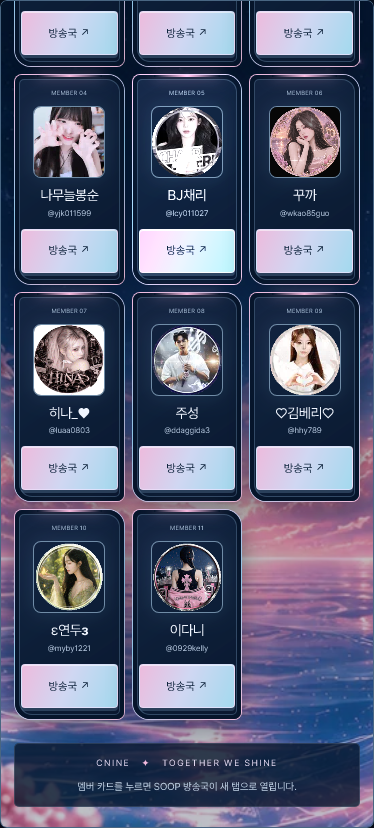 방송국 ↗ 방송국 ↗ 방송국 ↗
MEMBER 04 MEMBER 05 MEMBER 06
나무늘봉순 BJ채리 꾸까
@yjk011599 @lcy011027 @wkao85guo
방송국 ↗ 방송국 ↗ 방송국 ↗
MEMBER 07 MEMBER 08 MEMBER 09
HINA
히나_♥ 주성 ♡김베리♡
@luaa0803 @ddaggida3 @hhy789
방송국 ↗ 방송국 ↗ 방송국 ↗
MEMBER 10 MEMBER 11
ε연두з 이다니
@myby1221 @0929kelly
방송국 ↗ 방송국 ↗
CNINE ✦ TOGETHER WE SHINE
멤버 카드를 누르면 SOOP 방송국이 새 탭으로 열립니다.